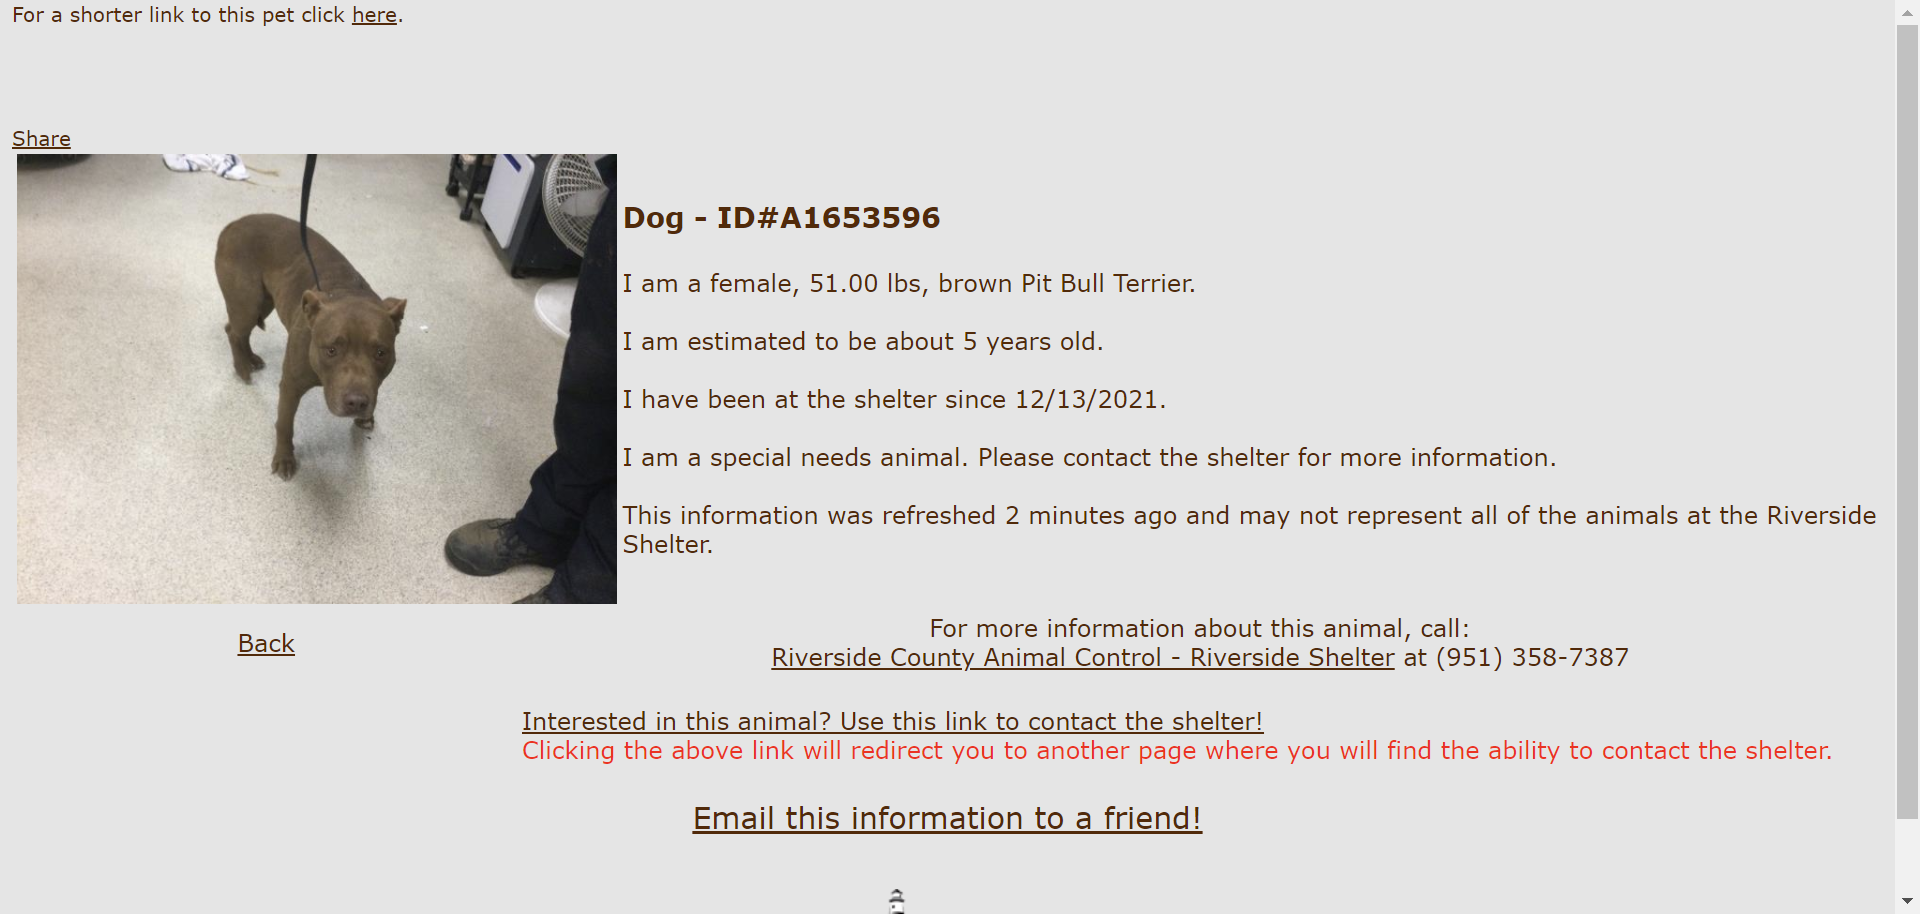 For a shorter link to this pet click here.
Share
Dog - ID#A1653596
I am a female, 51.00 lbs, brown Pit Bull Terrier.
I am estimated to be about 5 years old.
I have been at the shelter since 12/13/2021.
I am a special needs animal. Please contact the shelter for more information.
This information was refreshed 2 minutes ago and may not represent all of the animals at the Riverside
Shelter.
Back
For more information about this animal, call:
Riverside County Animal Control - Riverside Shelter at (951) 358-7387
Interested in this animal? Use this link to contact the shelter!
Clicking the above link will redirect you to another page where you will find the ability to contact the shelter.
Email this information to a friend!